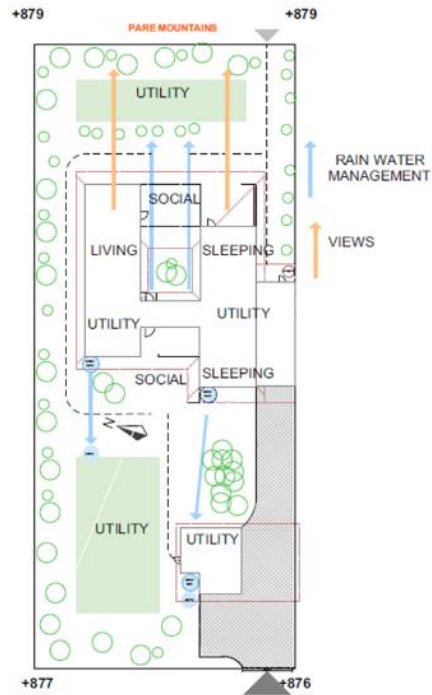 +879
+879
PARE MOUNTAINS
UTILITY
RAIN WATER
MANAGEMENT
SOCIAL
VIEWS
LIVING
SLEEPING
UTILITY
UTILITY
SOCIAL
SLEEPING
N
UTILITY
UTILITY
+877
+876